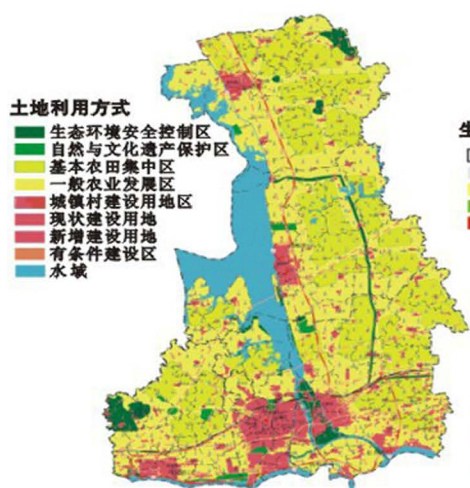 土地利用方式
生态环境安全控制区
自然与文化遗产保护区
基本农田集中区
一般农业发展区
城镇村建设用地区
现状建设用地
新增建设用地
有条件建设区
水域